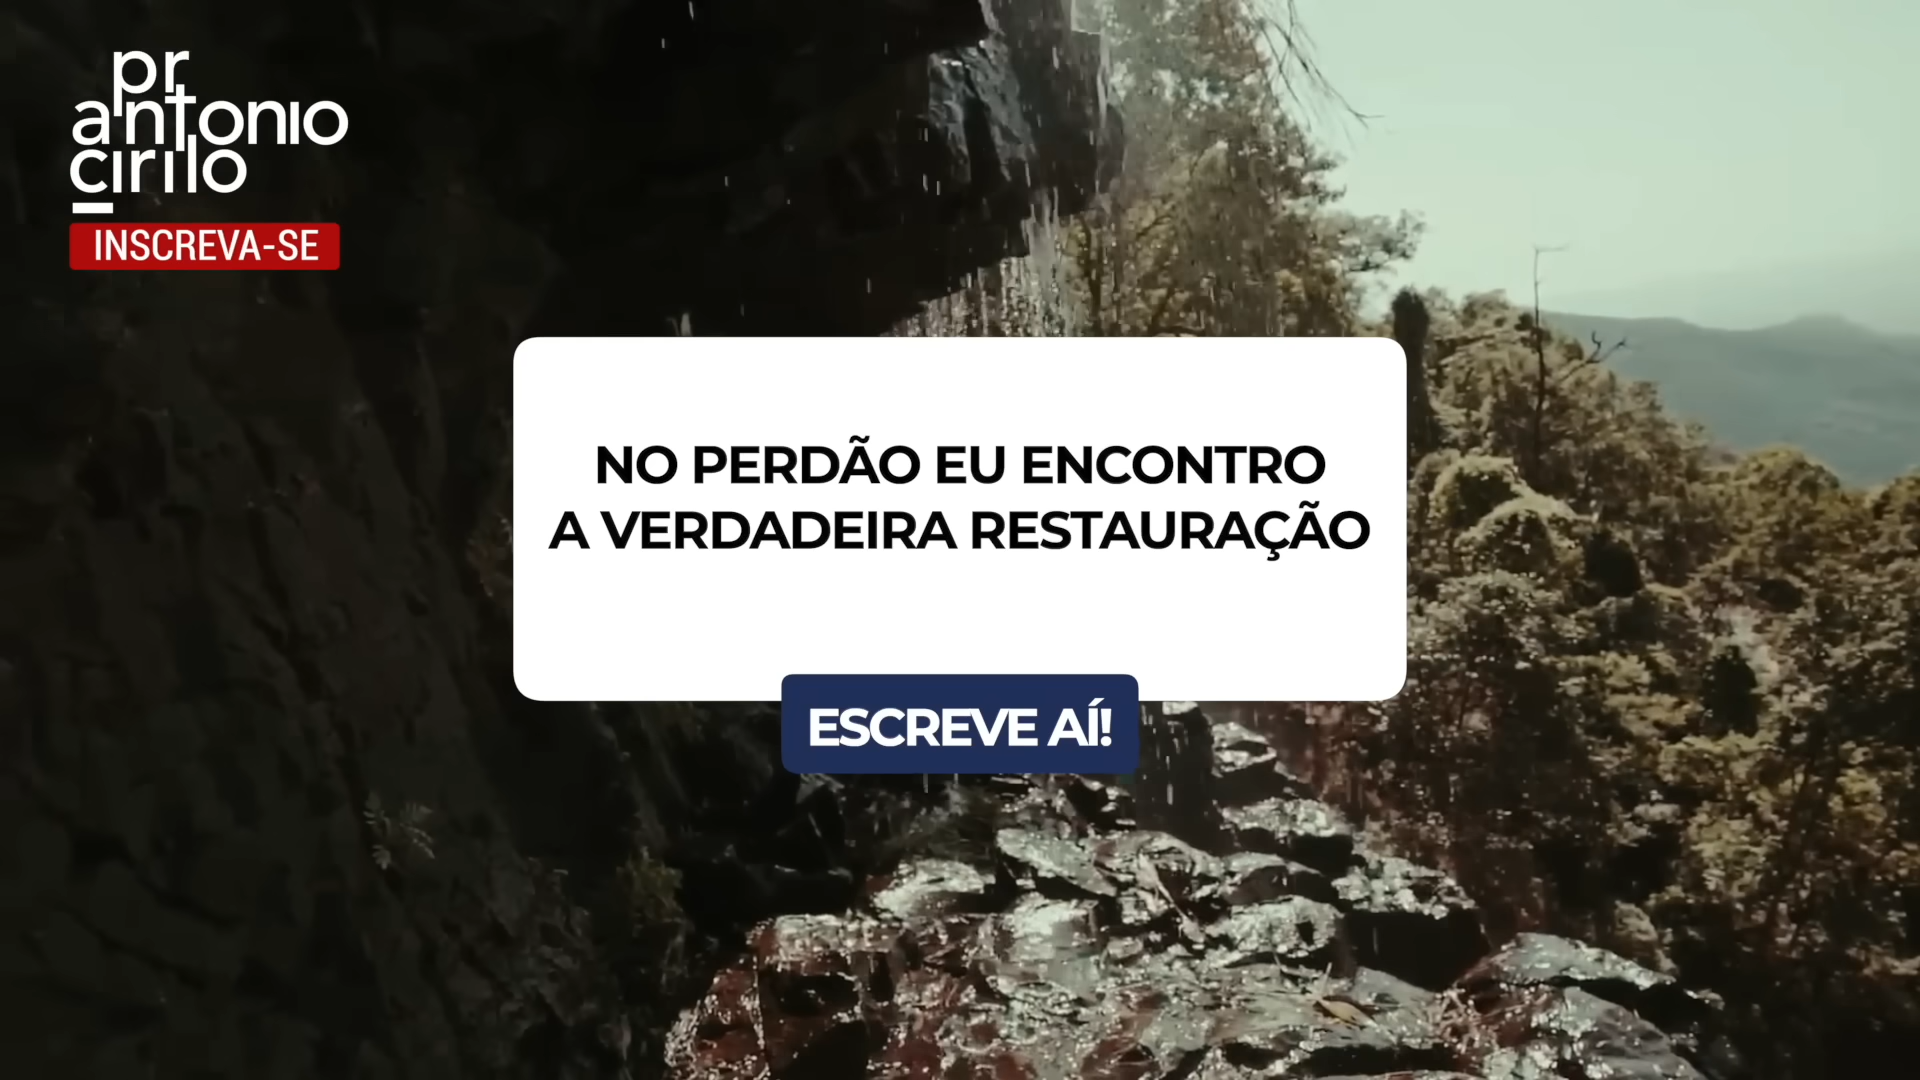 pr
antonio
cirilo
INSCREVA-SE
NO PERDÃO EU ENCONTRO
A VERDADEIRA RESTAURAÇÃO
ESCREVE AÍ!